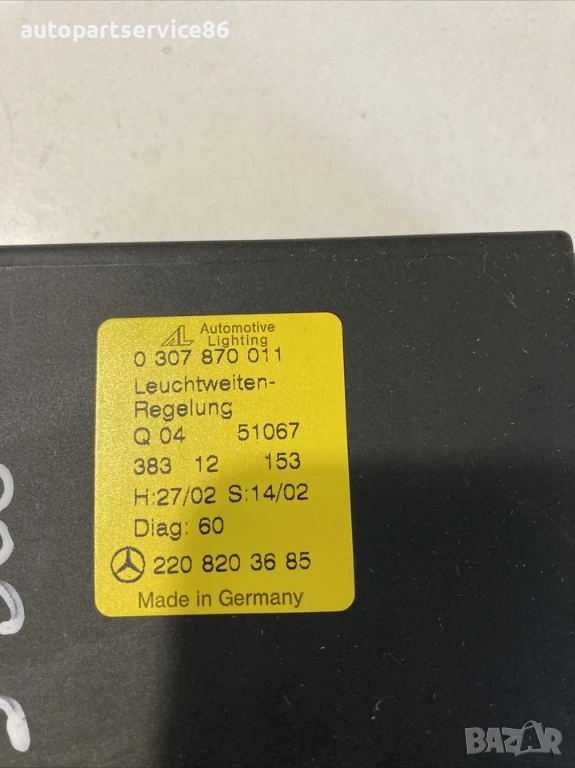 autopartservice86
Automotive
Lighting
0 307 870 011
Leuchtweiten-
Regelung
Q 04 51067
383 12 153
H:27/02 S:14/02
Diag: 60
220 820 36 85
Made in Germany
BAZAR